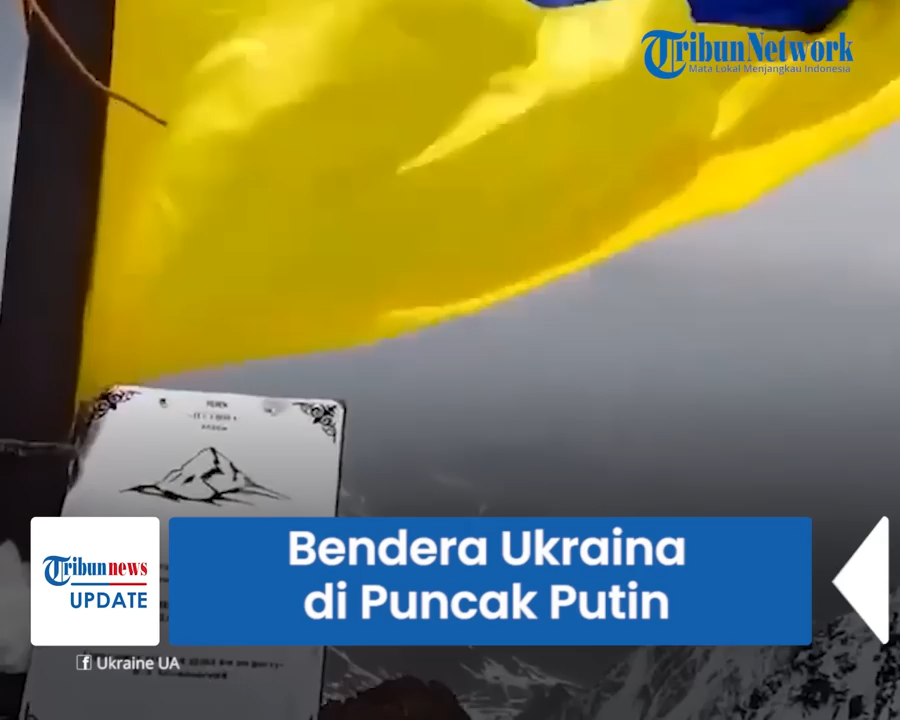 TribunNetwork
Mata Lokal Menjangkau Indonesia
Tribunnews
UPDATE
Bendera Ukraina
di Puncak Putin
Ukraine UA